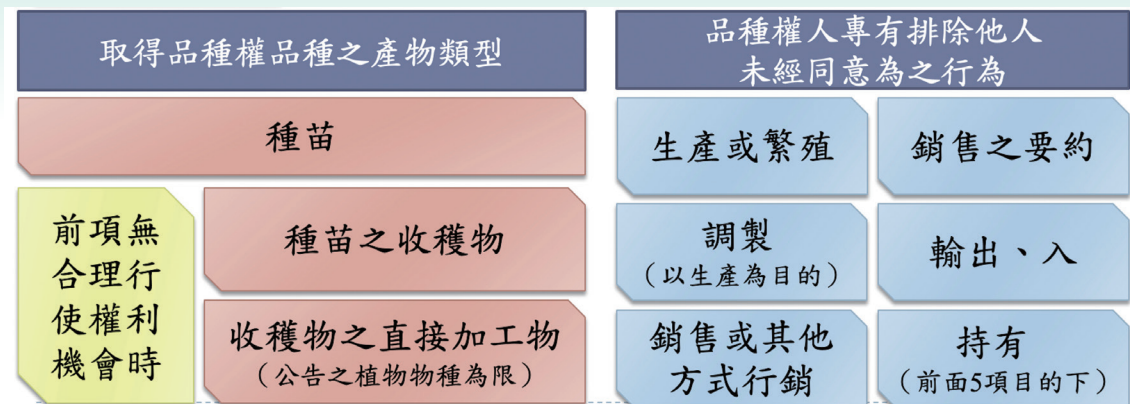 取得品種權品種之產物類型
種苗
前項無
合理行
使權利
機會時
種苗之收穫物
收穫物之直接加工物
（公告之植物物種為限）
品種權人專有排除他人
未經同意為之行為
生產或繁殖
銷售之要約
調製
（以生產為目的）
輸出、入
銷售或其他
方式行銷
持有
（前面5項目的下）